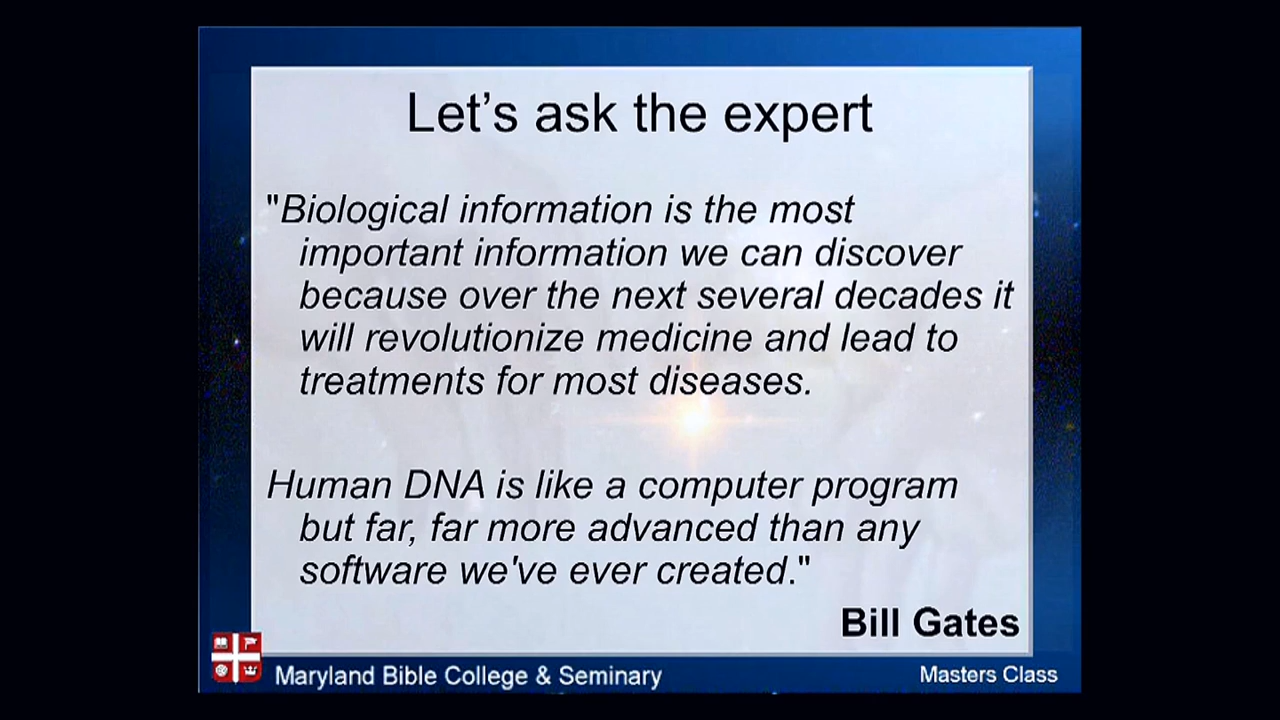 Let's ask the expert
"Biological information is the most
important information we can discover
because over the next several decades it
will revolutionize medicine and lead to
treatments for most diseases.
Human DNA is like a computer program
but far, far more advanced than any
software we've ever created."
Bill Gates
Maryland Bible College & Seminary
Masters Class